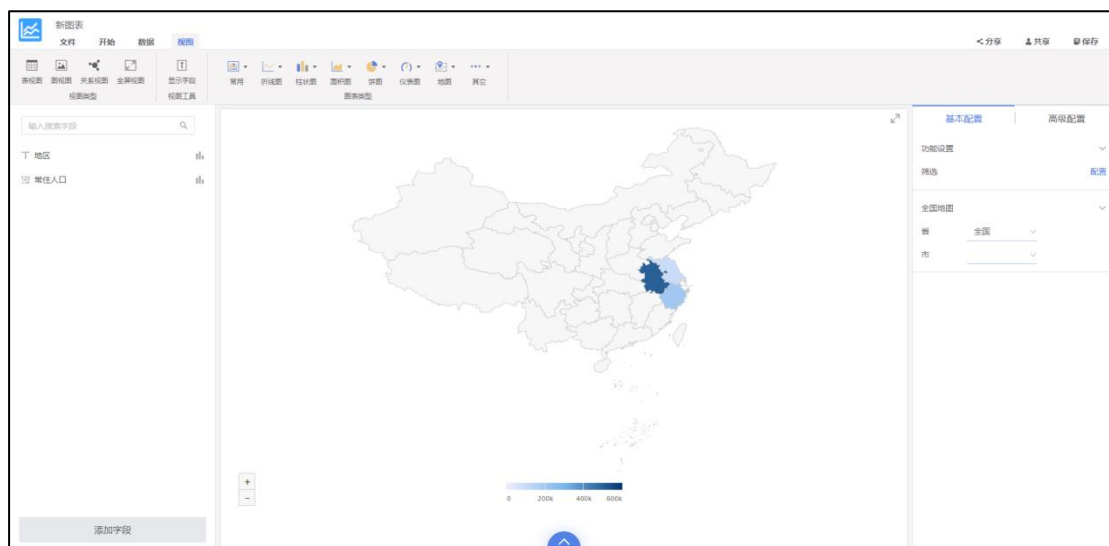 新图表
文件 开始 数据 视图
分享 共享 保存
表视图 图视图 关系视图 全屏视图 显示字段 常用 折线图 柱状图 面积图 饼图 仪表图 地图 其它
视图类型 视图工具 图表类型
输入搜索字段
地区
常住人口
添加字段
+
-
0 200k 400k 600k
基本配置 高级配置
功能设置
筛选 配置
全国地图
省 全国
市